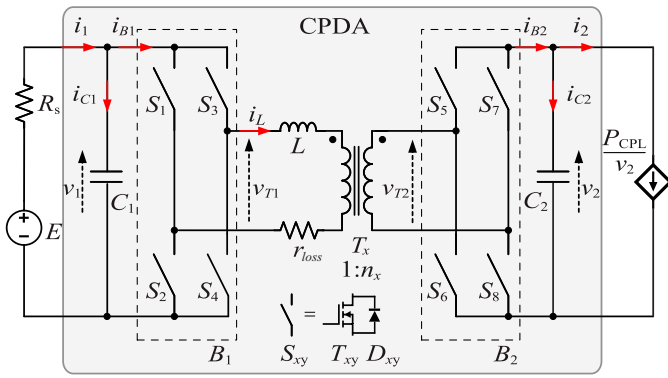 i1 iB1 CPDA iB2 i2
iC1 S1 S3 iL S5 S7 iC2
Rs L PCPL
v2
v1 C1 vT1 vT2 C2 v2
E rloss Tx
1:nx
S2 S4 S6 S8
B1 Sxy = Txy Dxy B2